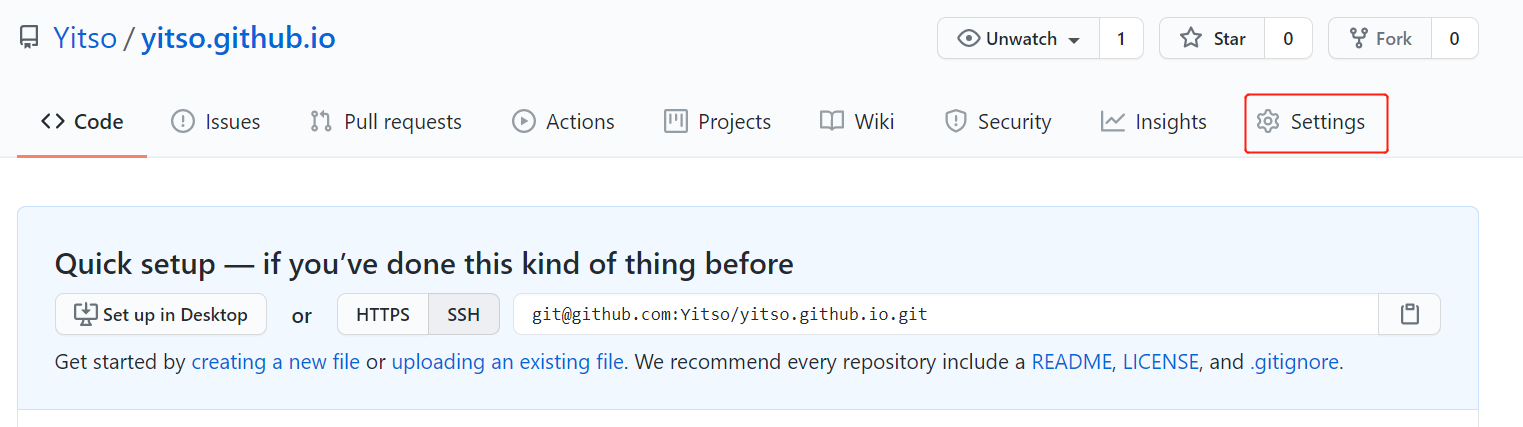 Yitso / yitso.github.io
Unwatch 1 Star 0 Fork 0
Code Issues Pull requests Actions Projects Wiki Security Insights Settings
Quick setup — if you’ve done this kind of thing before
Set up in Desktop or HTTPS SSH git@github.com:Yitso/yitso.github.io.git
Get started by creating a new file or uploading an existing file. We recommend every repository include a README, LICENSE, and .gitignore.